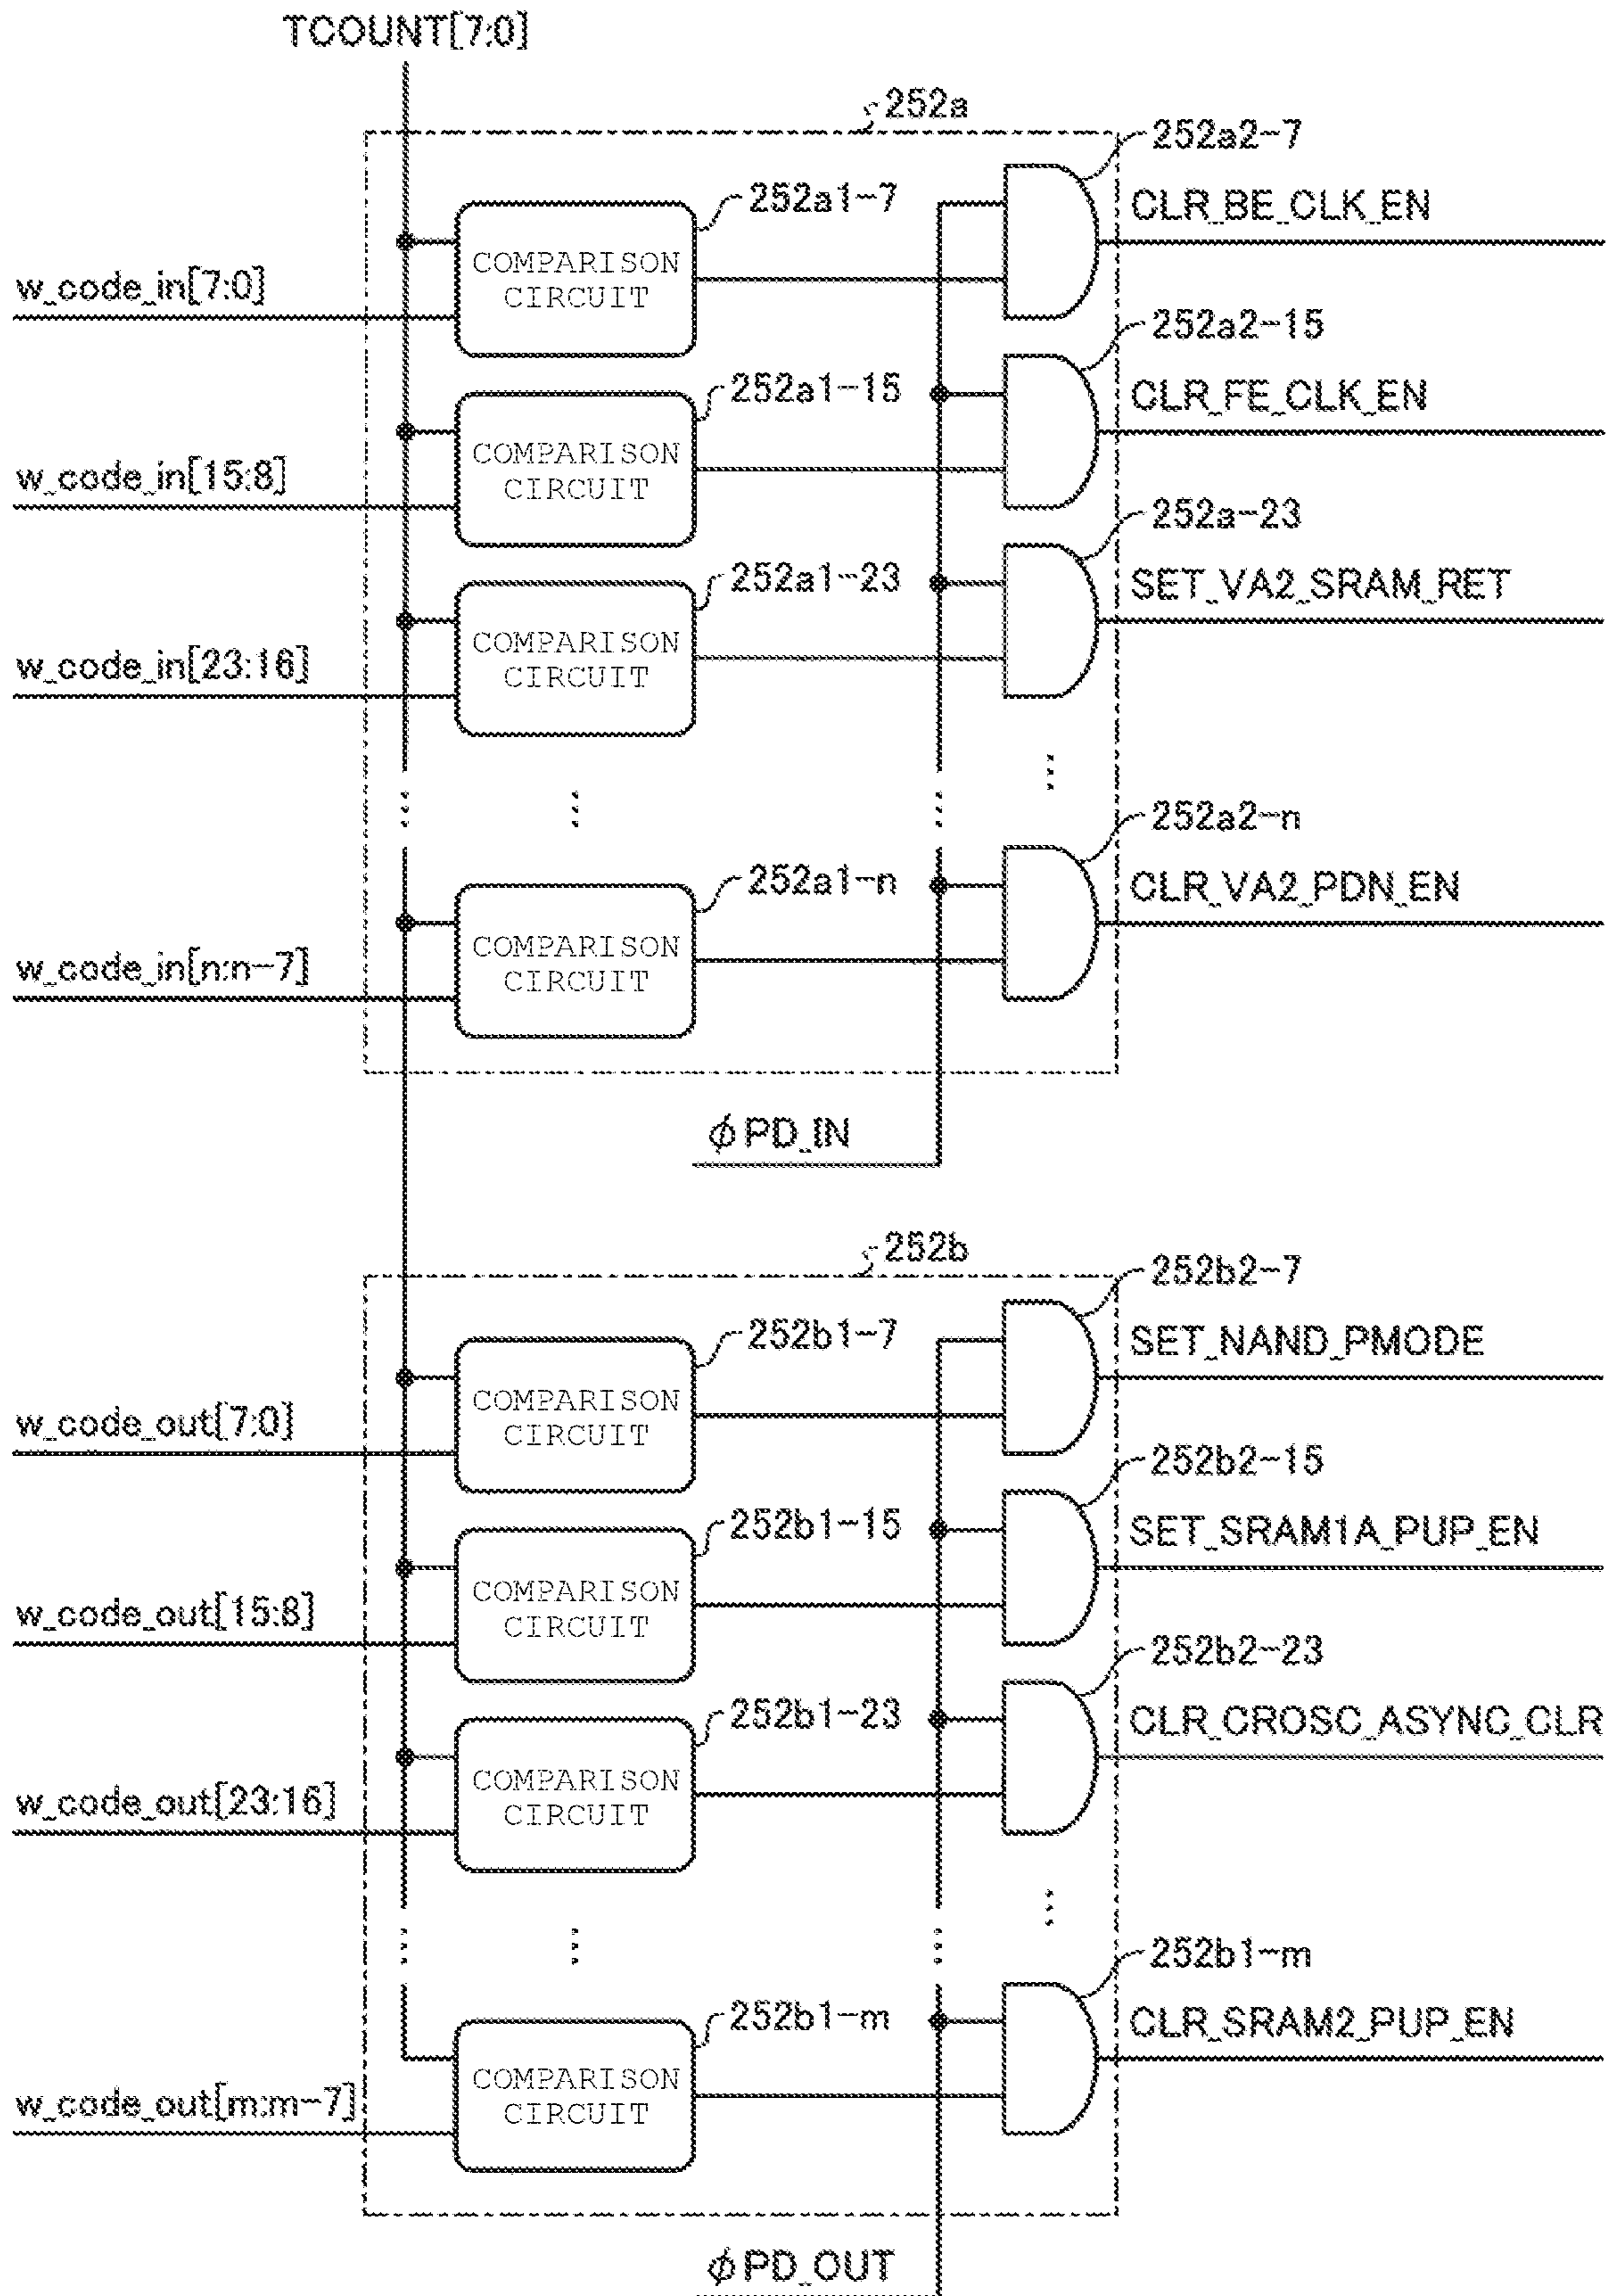 TCOUNT[7:0]
252a
252a2-7
CLR_BE_CLK_EN
252a1-7
COMPARISON
CIRCUIT
w_code_in[7:0]
252a2-15
CLR_FE_CLK_EN
252a1-15
COMPARISON
CIRCUIT
w_code_in[15:8]
252a-23
SET_VA2_SRAM_RET
252a1-23
COMPARISON
CIRCUIT
w_code_in[23:16]
252a2-n
CLR_VA2_PDN_EN
252a1-n
COMPARISON
CIRCUIT
w_code_in[n:n-7]
φPD_IN
252b
252b2-7
SET_NAND_PMODE
252b1-7
COMPARISON
CIRCUIT
w_code_out[7:0]
252b2-15
SET_SRAM1A_PUP_EN
252b1-15
COMPARISON
CIRCUIT
w_code_out[15:8]
252b2-23
CLR_CROSC_ASYNC_CLR
252b1-23
COMPARISON
CIRCUIT
w_code_out[23:16]
252b1-m
CLR_SRAM2_PUP_EN
252b1-m
COMPARISON
CIRCUIT
w_code_out[m:m-7]
φPD_OUT